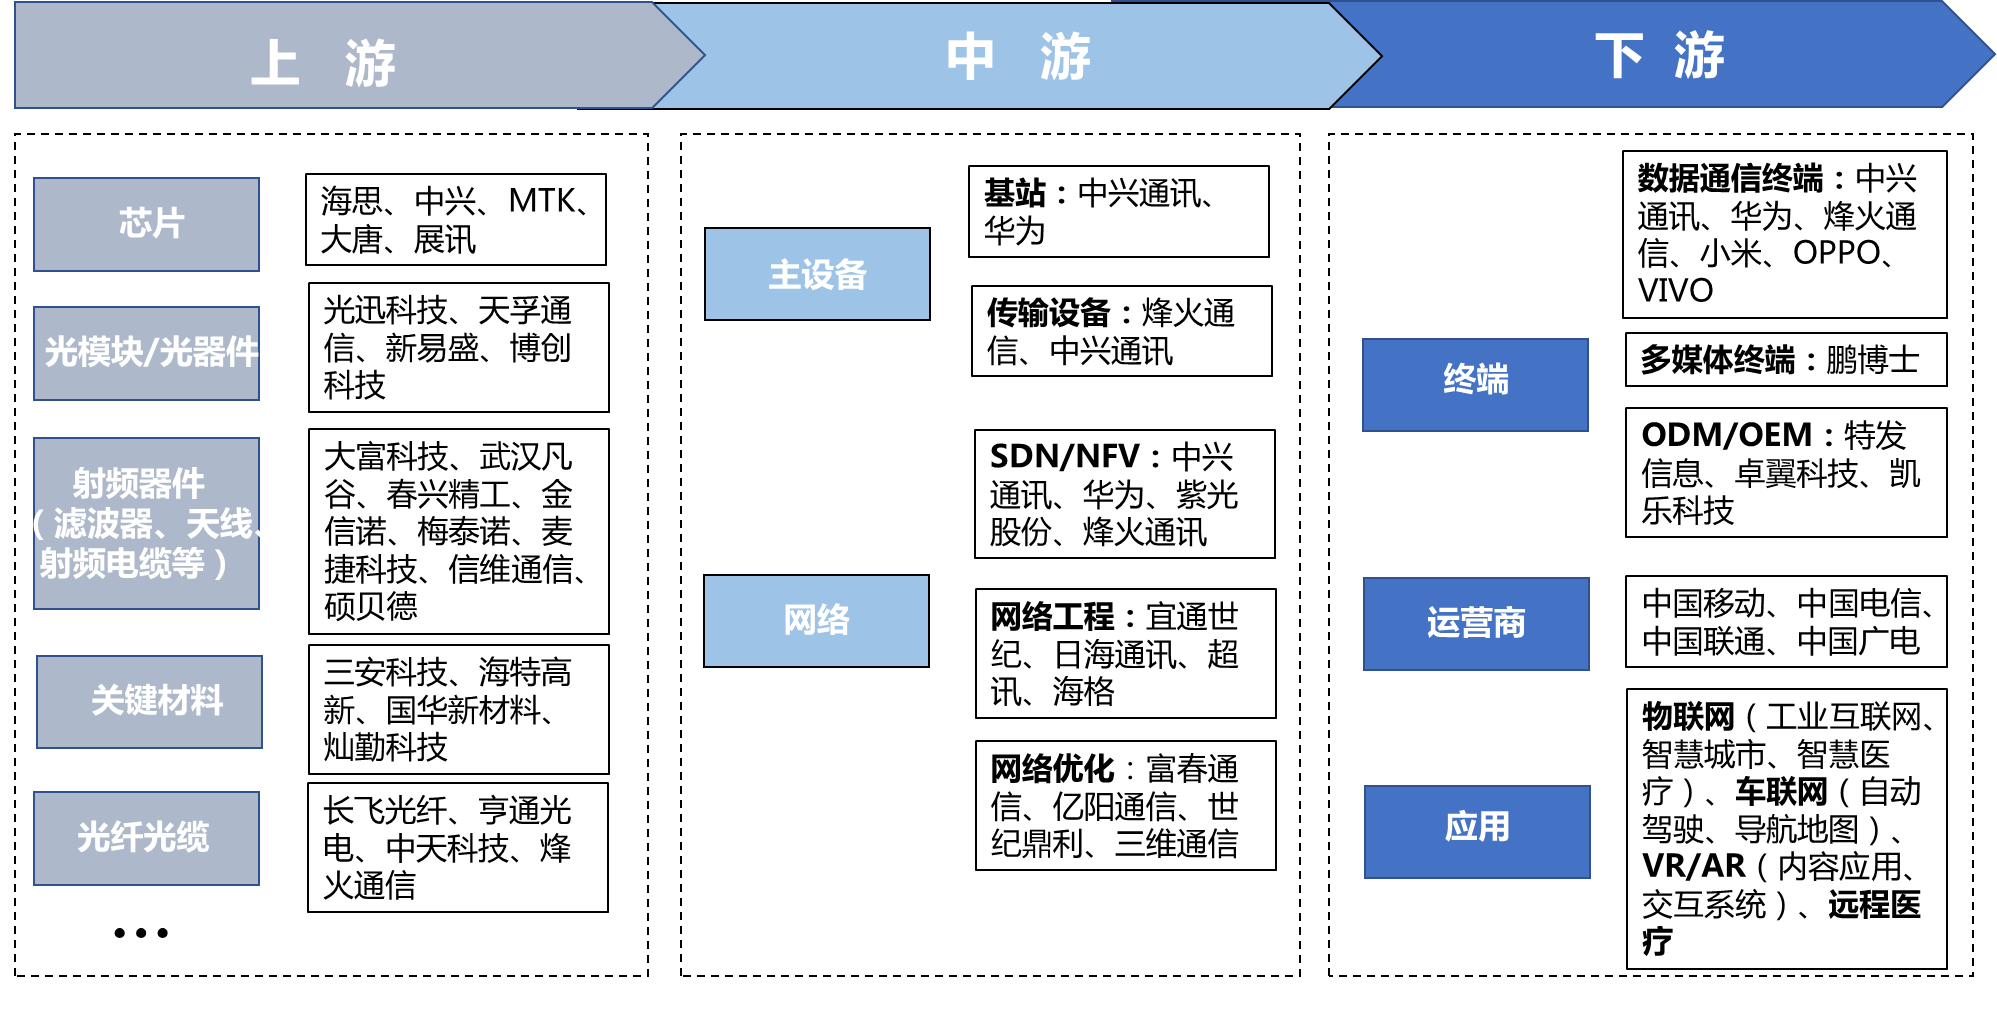 上 游
中 游
下 游
芯片
海思、中兴、MTK、
大唐、展讯
光模块/光器件
光迅科技、天孚通
信、新易盛、博创
科技
射频器件
（滤波器、天线、
射频电缆等）
大富科技、武汉凡
谷、春兴精工、金
信诺、梅泰诺、麦
捷科技、信维通信、
硕贝德
关键材料
三安科技、海特高
新、国华新材料、
灿勤科技
光纤光缆
长飞光纤、亨通光
电、中天科技、烽
火通信
•••
主设备
基站：中兴通讯、
华为
传输设备：烽火通
信、中兴通讯
网络
SDN/NFV：中兴
通讯、华为、紫光
股份、烽火通讯
网络工程：宜通世
纪、日海通讯、超
讯、海格
网络优化：富春通
信、亿阳通信、世
纪鼎利、三维通信
终端
数据通信终端：中兴
通讯、华为、烽火通
信、小米、OPPO、
VIVO
多媒体终端：鹏博士
ODM/OEM：特发
信息、卓翼科技、凯
乐科技
运营商
中国移动、中国电信、
中国联通、中国广电
应用
物联网（工业互联网、
智慧城市、智慧医
疗）、车联网（自动
驾驶、导航地图）、
VR/AR（内容应用、
交互系统）、远程医
疗